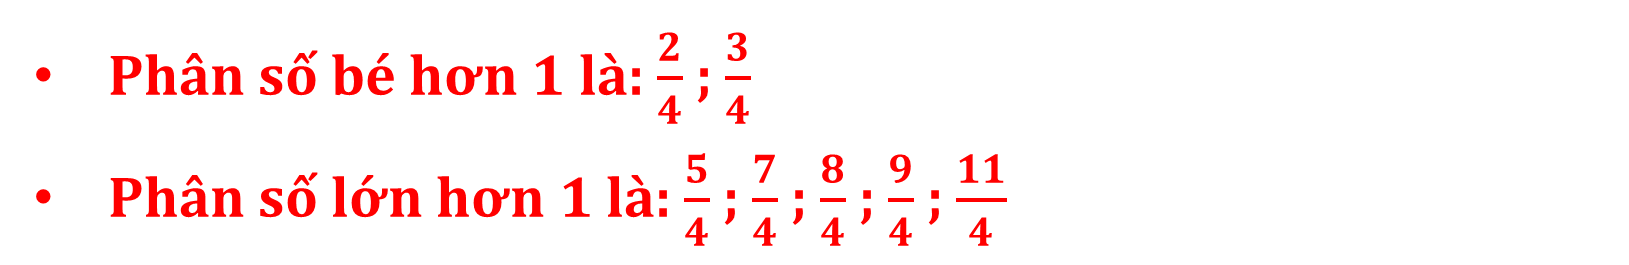 • Phân số bé hơn 1 là: 2/4 ; 3/4
• Phân số lớn hơn 1 là: 5/4 ; 7/4 ; 8/4 ; 9/4 ; 11/4